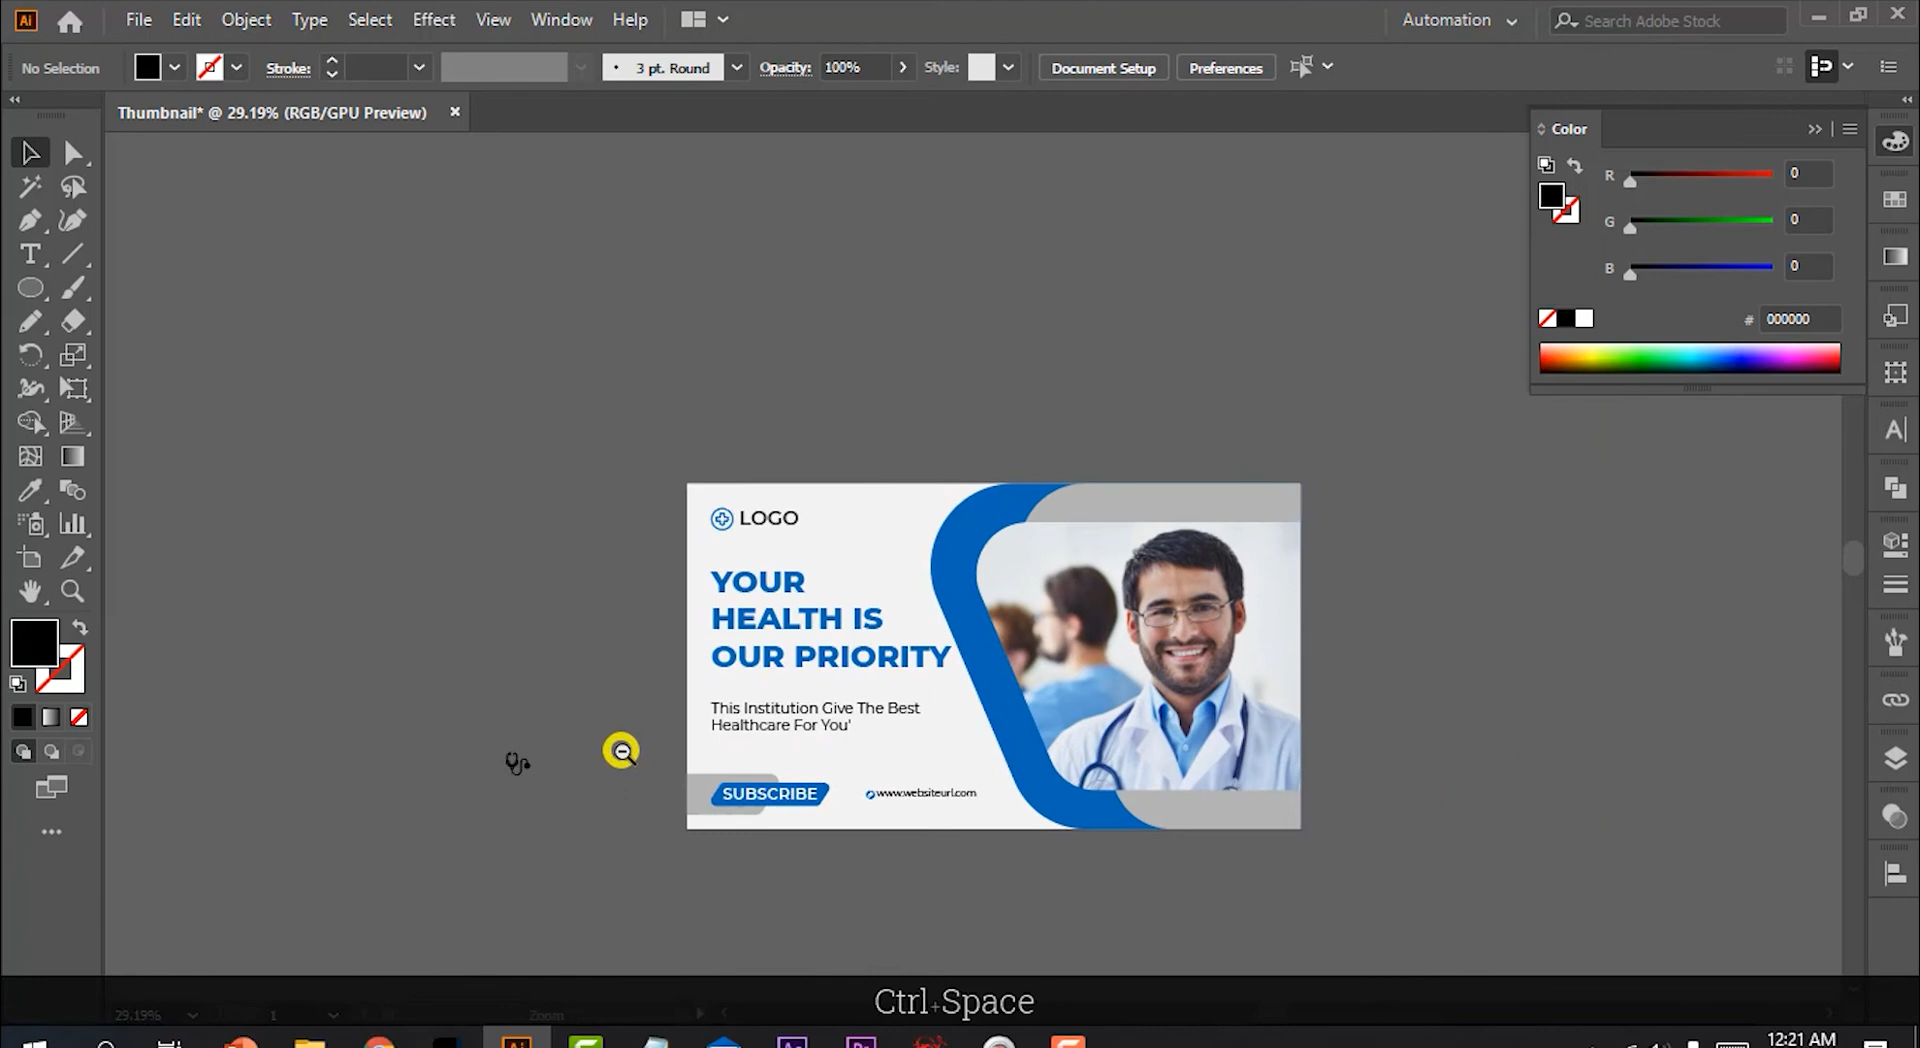 Ai File Edit Object Type Select Effect View Window Help Automation Search Adobe Stock
No Selection Stroke: 3 pt. Round Opacity: 100% Style: Document Setup Preferences
Thumbnail* @ 29.19% (RGB/GPU Preview)
Color
R 0
G 0
B 0
# 000000
LOGO
YOUR
HEALTH IS
OUR PRIORITY
This Institution Give The Best
Healthcare For You'
SUBSCRIBE www.websiteurl.com
Ctrl+Space
29.19% 1 Zoom
12:21 AM